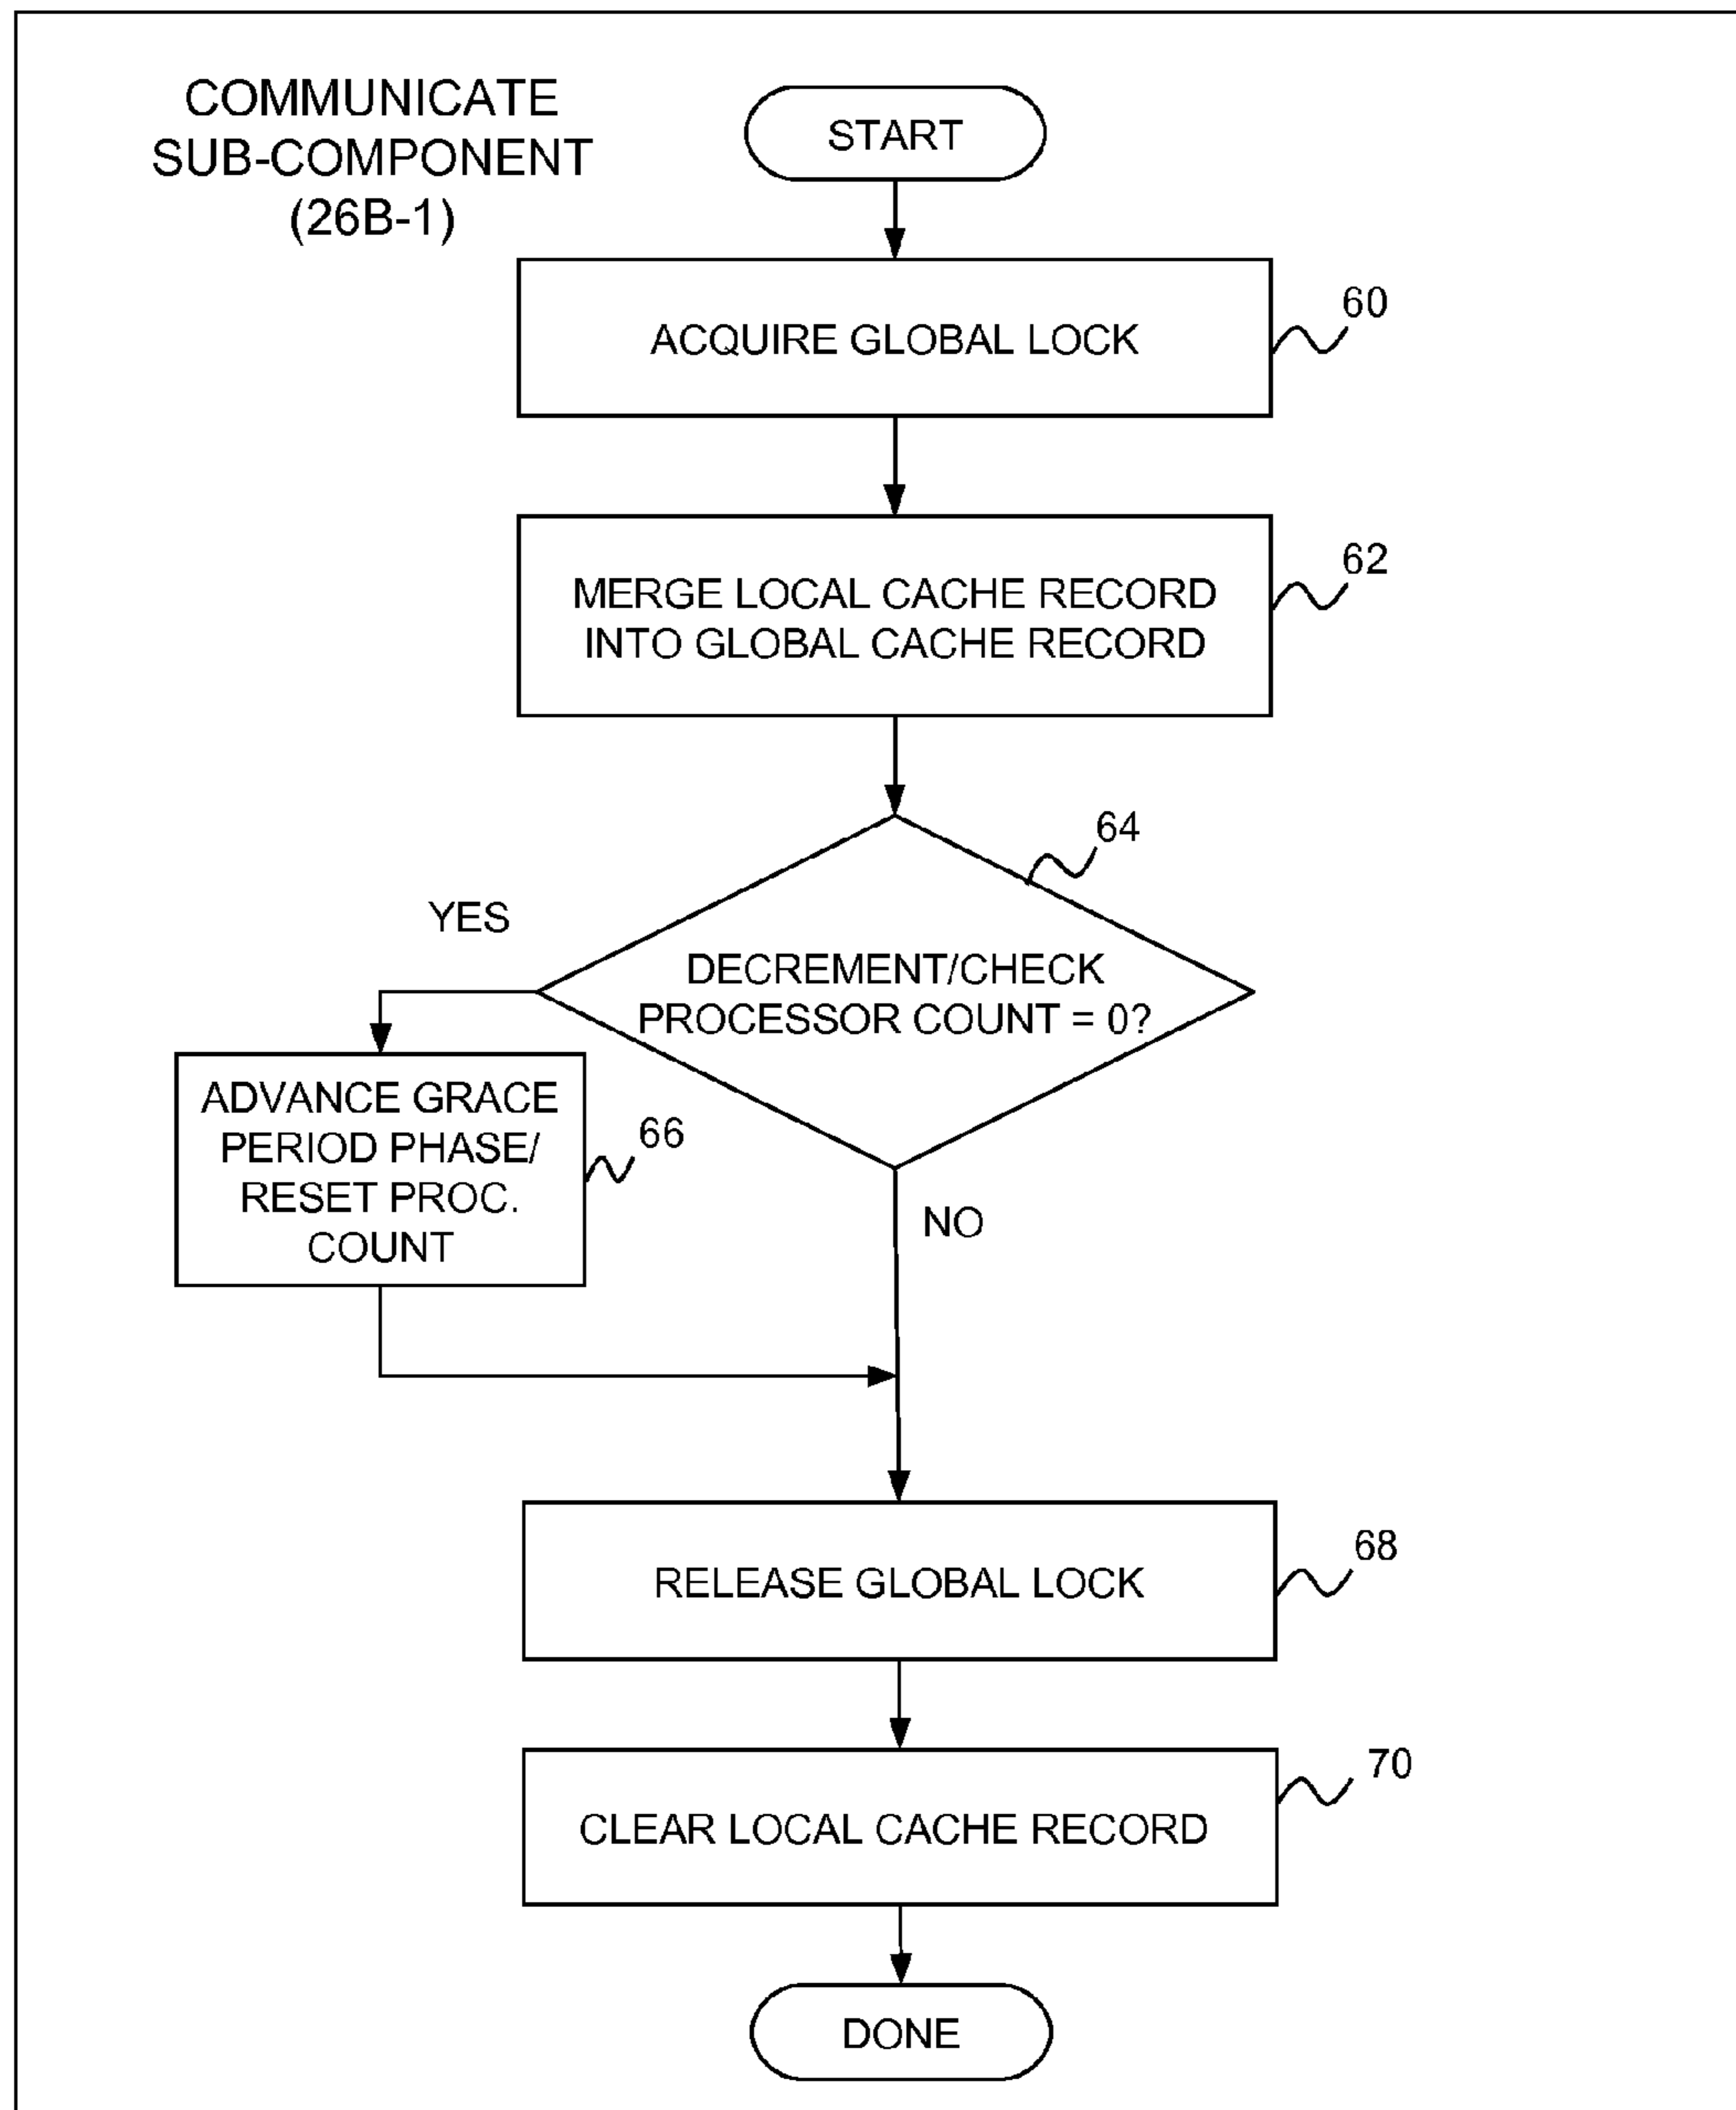 COMMUNICATE
SUB-COMPONENT
(26B-1)
START
ACQUIRE GLOBAL LOCK
60
MERGE LOCAL CACHE RECORD
INTO GLOBAL CACHE RECORD
62
64
DECREMENT/CHECK
PROCESSOR COUNT = 0?
YES
ADVANCE GRACE
PERIOD PHASE/
RESET PROC.
COUNT
66
NO
RELEASE GLOBAL LOCK
68
CLEAR LOCAL CACHE RECORD
70
DONE